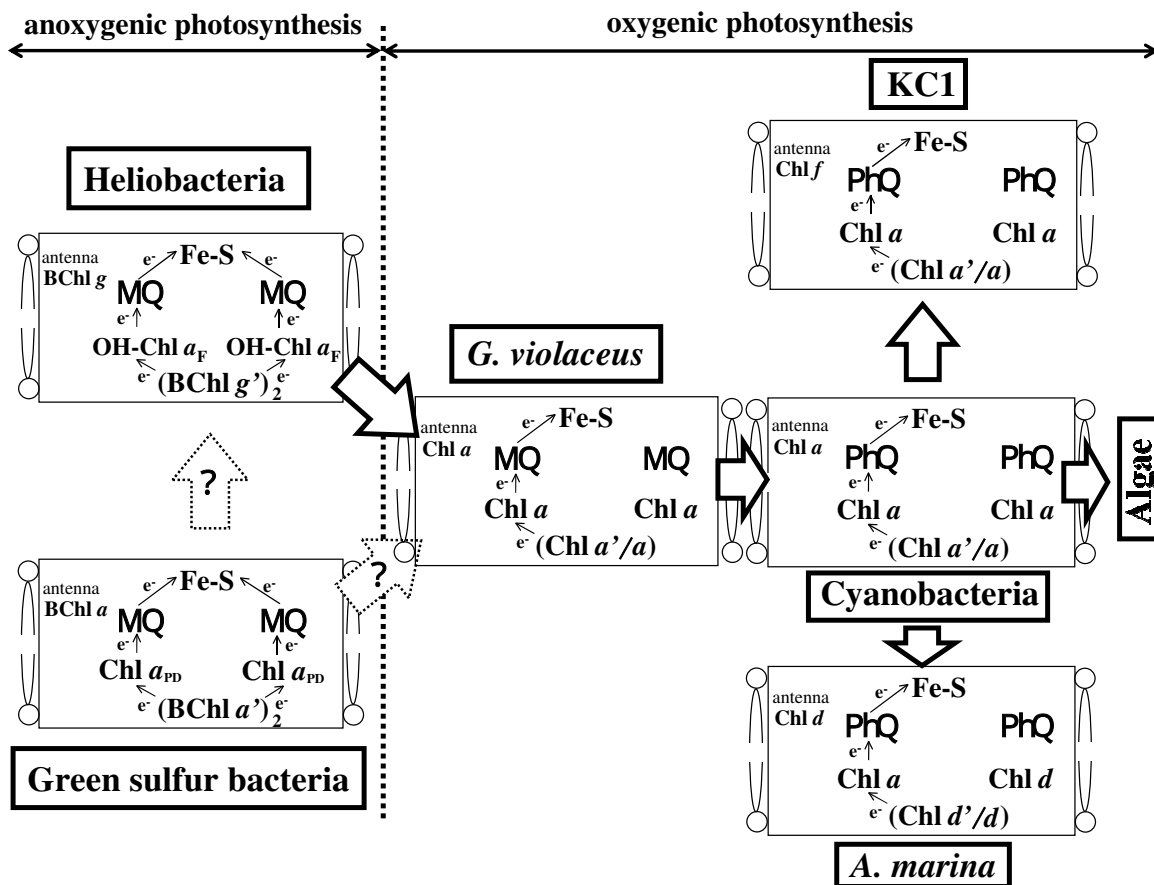 anoxygenic photosynthesis
oxygenic photosynthesis
KC1
antenna
Chl f
e-
Fe-S
PhQ
PhQ
e-
Chl a
Chl a
e-
(Chl a’/a)
Heliobacteria
antenna
BChl g
e-
Fe-S
e-
MQ
MQ
e-
e-
OH-Chl aF
OH-Chl aF
e-
(BChl g’)2
e-
G. violaceus
antenna
Chl a
e-
Fe-S
MQ
MQ
e-
Chl a
Chl a
e-
(Chl a’/a)
antenna
Chl a
e-
Fe-S
PhQ
PhQ
e-
Chl a
Chl a
e-
(Chl a’/a)
Algae
Cyanobacteria
?
?
antenna
BChl a
e-
Fe-S
e-
MQ
MQ
e-
e-
Chl aPD
Chl aPD
e-
(BChl a’)2
e-
Green sulfur bacteria
antenna
Chl d
e-
Fe-S
PhQ
PhQ
e-
Chl a
Chl d
e-
(Chl d’/d)
A. marina